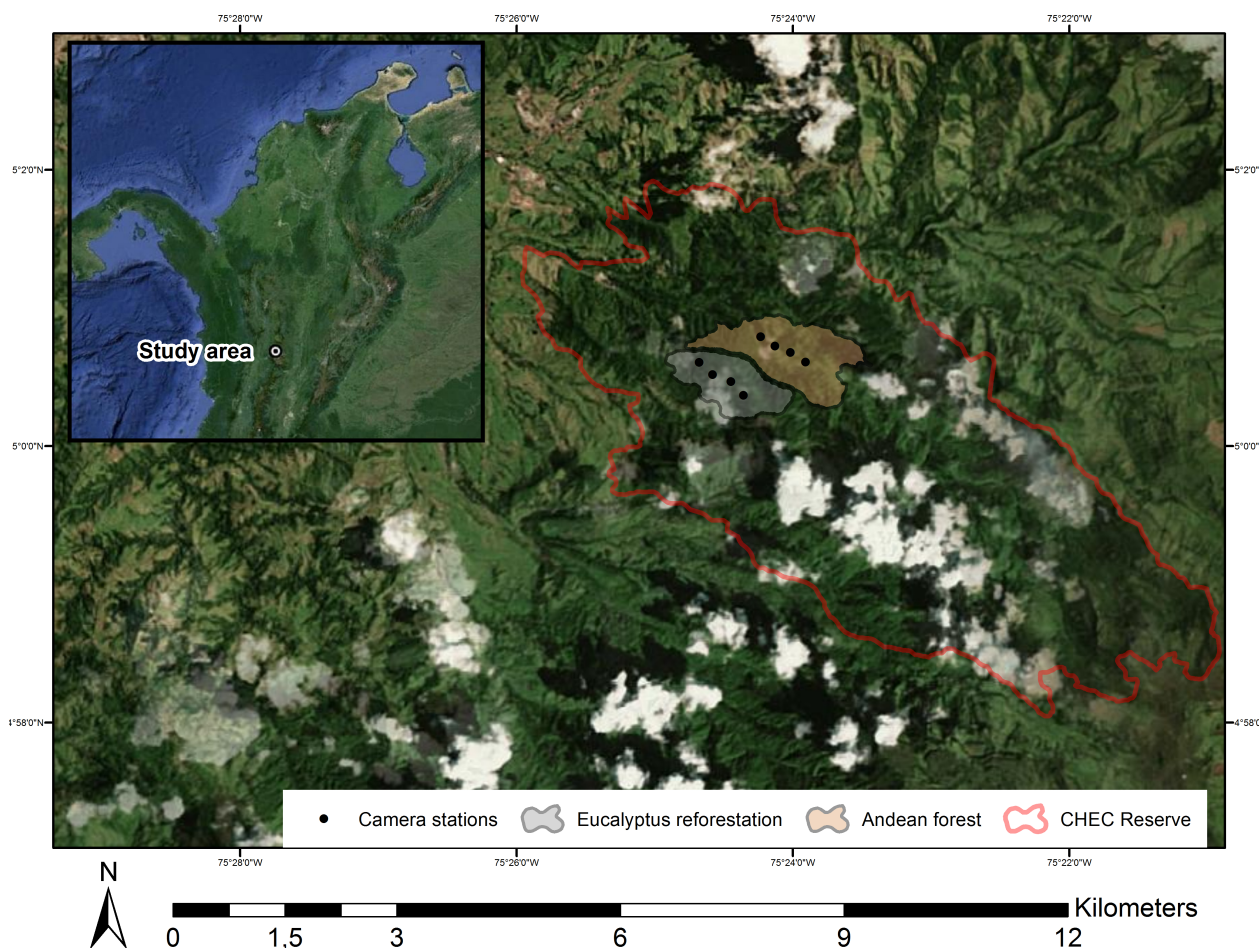 75°28'0"W 75°26'0"W 75°24'0"W 75°22'0"W
5°2'0"N 5°2'0"N
Study area
5°0'0"N 5°0'0"
4°58'0"N 4°58'0"
Camera stations Eucalyptus reforestation Andean forest CHEC Reserve
75°28'0"W 75°26'0"W 75°24'0"W 75°22'0"W
N
Kilometers
0 1,5 3 6 9 12